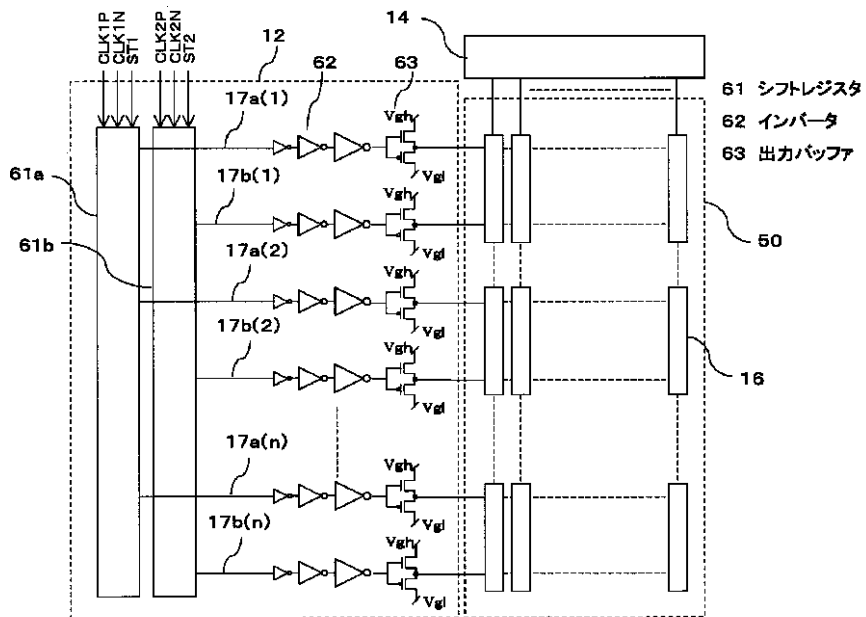 CLK1P
CLK1N
ST1
CLK2P
CLK2N
ST2
12
62
63
14
61 シフトレジスタ
62 インバータ
63 出力バッファ
17a(1)
Vgh
Vgl
61a
17b(1)
Vgh
Vgl
50
61b
17a(2)
Vgh
Vgl
17b(2)
Vgh
Vgl
16
17a(n)
Vgh
Vgl
17b(n)
Vgh
Vgl